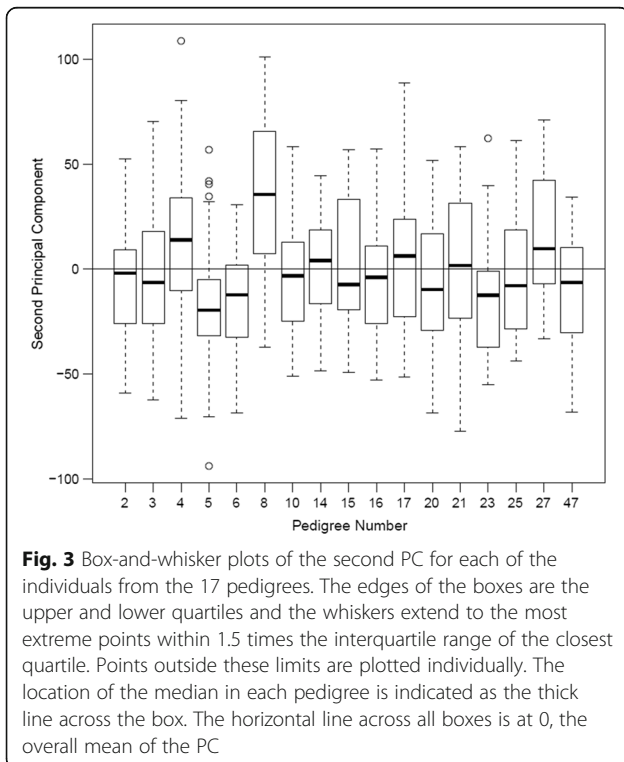 100
50
0
−50
−100
Second Principal Component
2 3 4 5 6 8 10 14 15 16 17 20 21 23 25 27 47
Pedigree Number
Fig. 3 Box-and-whisker plots of the second PC for each of the
individuals from the 17 pedigrees. The edges of the boxes are the
upper and lower quartiles and the whiskers extend to the most
extreme points within 1.5 times the interquartile range of the closest
quartile. Points outside these limits are plotted individually. The
location of the median in each pedigree is indicated as the thick
line across the box. The horizontal line across all boxes is at 0, the
overall mean of the PC